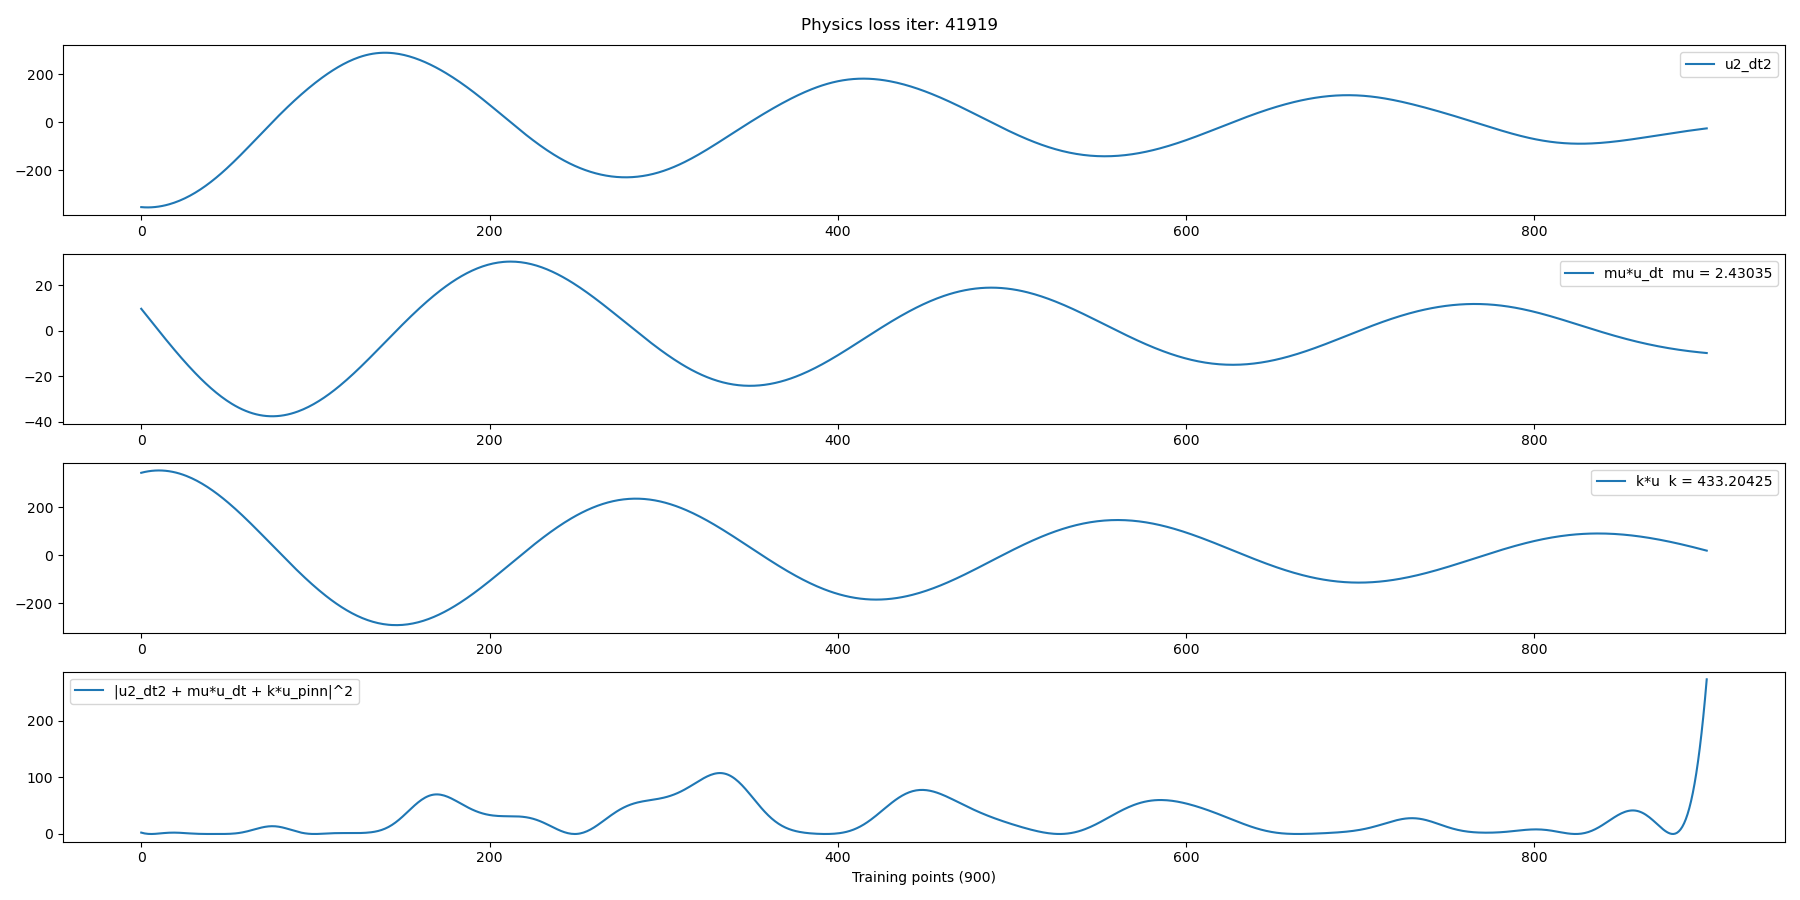 Physics loss iter: 41919
200
0
−200
u2_dt2
0 200 400 600 800
20
0
−20
−40
mu*u_dt  mu = 2.43035
0 200 400 600 800
200
0
−200
k*u  k = 433.20425
0 200 400 600 800
200
100
0
|u2_dt2 + mu*u_dt + k*u_pinn|^2
0 200 400 600 800
Training points (900)